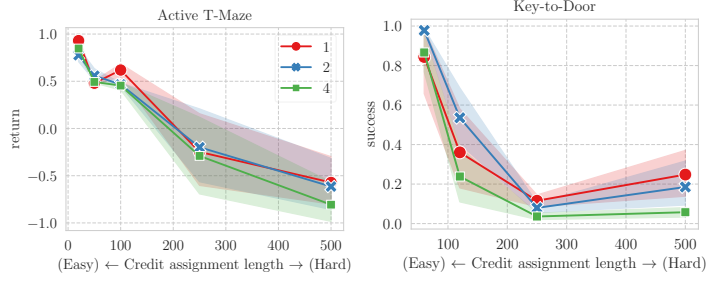 Active T-Maze
1.0
0.5
0.0
−0.5
−1.0
return
1
2
4
0 100 200 300 400 500
(Easy) ← Credit assignment length → (Hard)
Key-to-Door
1.0
0.8
0.6
0.4
0.2
0.0
success
100 200 300 400 500
(Easy) ← Credit assignment length → (Hard)